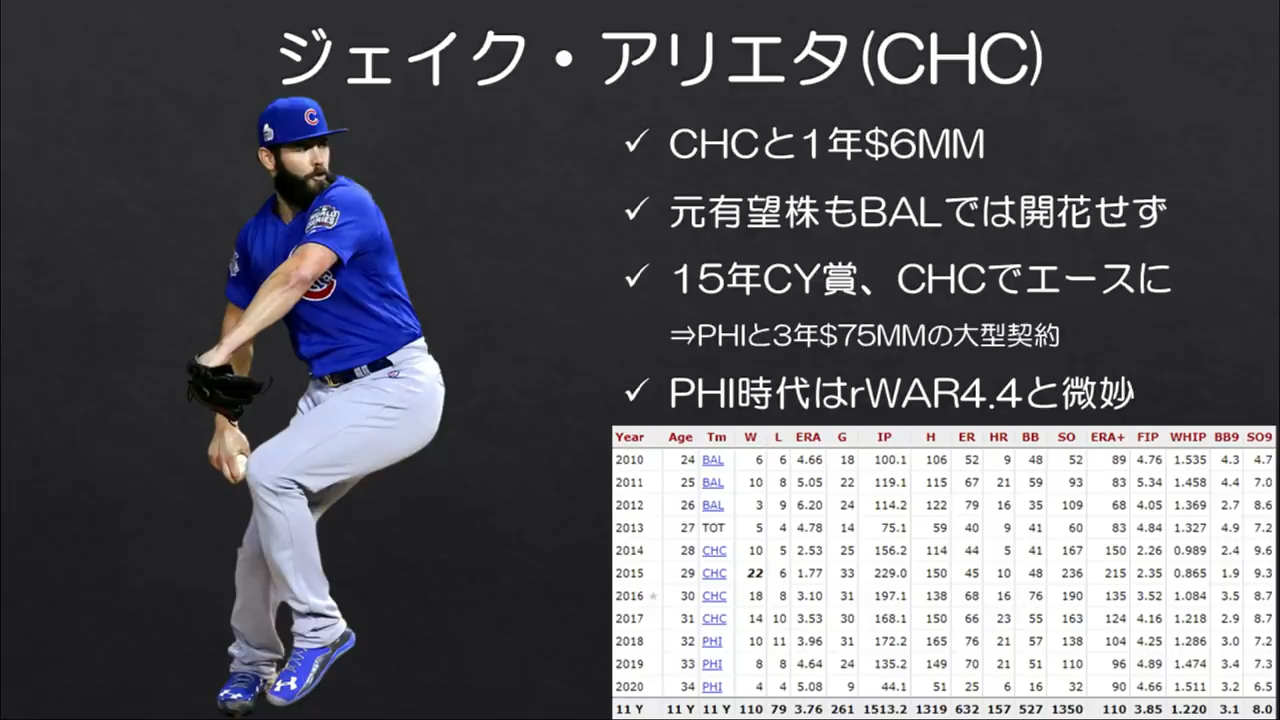 ジェイク・アリエタ(CHC)
✓ CHCと1年$6MM
✓ 元有望株もBALでは開花せず
✓ 15年CY賞、CHCでエースに
⇒PHIと3年$75MMの大型契約
✓ PHI時代はrWAR4.4と微妙
Year Age Tm W L ERA G IP H ER HR BB SO ERA+ FIP WHIP BB9 SO9
2010 24 BAL 6 6 4.66 18 100.1 106 52 9 48 52 89 4.76 1.535 4.3 4.7
2011 25 BAL 10 8 5.05 22 119.1 115 67 21 59 93 83 5.34 1.458 4.4 7.0
2012 26 BAL 3 9 6.20 24 114.2 122 79 16 35 109 68 4.05 1.369 2.7 8.6
2013 27 TOT 5 4 4.78 14 75.1 59 40 9 41 60 83 4.84 1.327 4.9 7.2
2014 28 CHC 10 5 2.53 25 156.2 114 44 5 41 167 150 2.26 0.989 2.4 9.6
2015 29 CHC 22 6 1.77 33 229.0 150 45 10 48 236 215 2.35 0.865 1.9 9.3
2016 ★ 30 CHC 18 8 3.10 31 197.1 138 68 16 76 190 135 3.52 1.084 3.5 8.7
2017 31 CHC 14 10 3.53 30 168.1 150 66 23 55 163 124 4.16 1.218 2.9 8.7
2018 32 PHI 10 11 3.96 31 172.2 165 76 21 57 138 104 4.25 1.286 3.0 7.2
2019 33 PHI 8 8 4.64 24 135.2 149 70 21 51 110 96 4.89 1.474 3.4 7.3
2020 34 PHI 4 4 5.08 9 44.1 51 25 6 16 32 90 4.66 1.511 3.2 6.5
11 Y 11 Y 11 Y 110 79 3.76 261 1513.2 1319 632 157 527 1350 110 3.85 1.220 3.1 8.0
C
WORLD SERIES